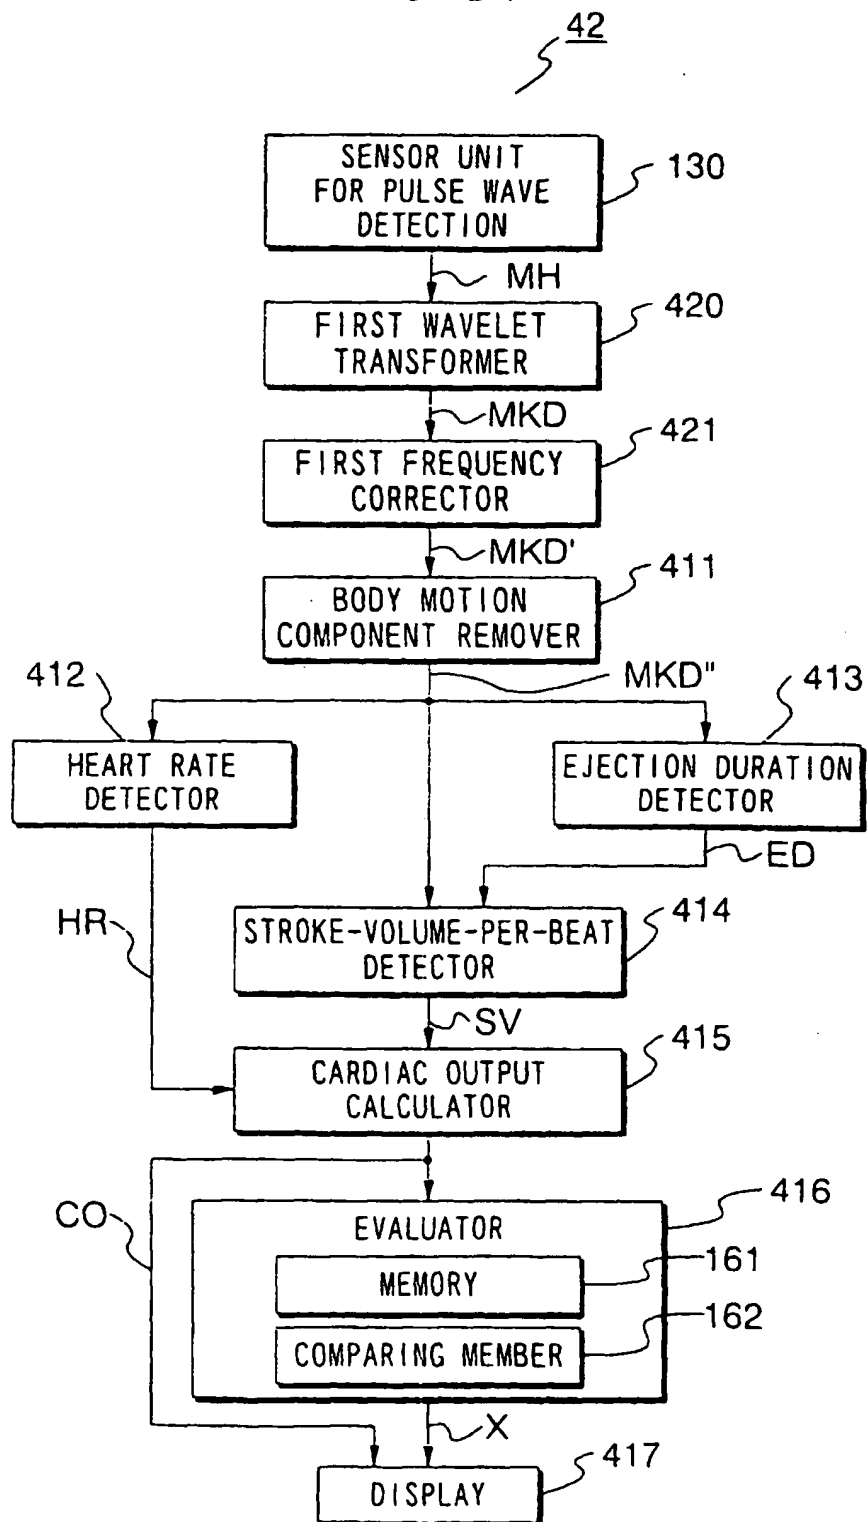 42
SENSOR UNIT
FOR PULSE WAVE
DETECTION
130
MH
FIRST WAVELET
TRANSFORMER
420
MKD
FIRST FREQUENCY
CORRECTOR
421
MKD'
BODY MOTION
COMPONENT REMOVER
411
MKD"
412
HEART RATE
DETECTOR
413
EJECTION DURATION
DETECTOR
ED
HR
STROKE-VOLUME-PER-BEAT
DETECTOR
414
SV
CARDIAC OUTPUT
CALCULATOR
415
CO
EVALUATOR
416
MEMORY
161
COMPARING MEMBER
162
X
DISPLAY
417